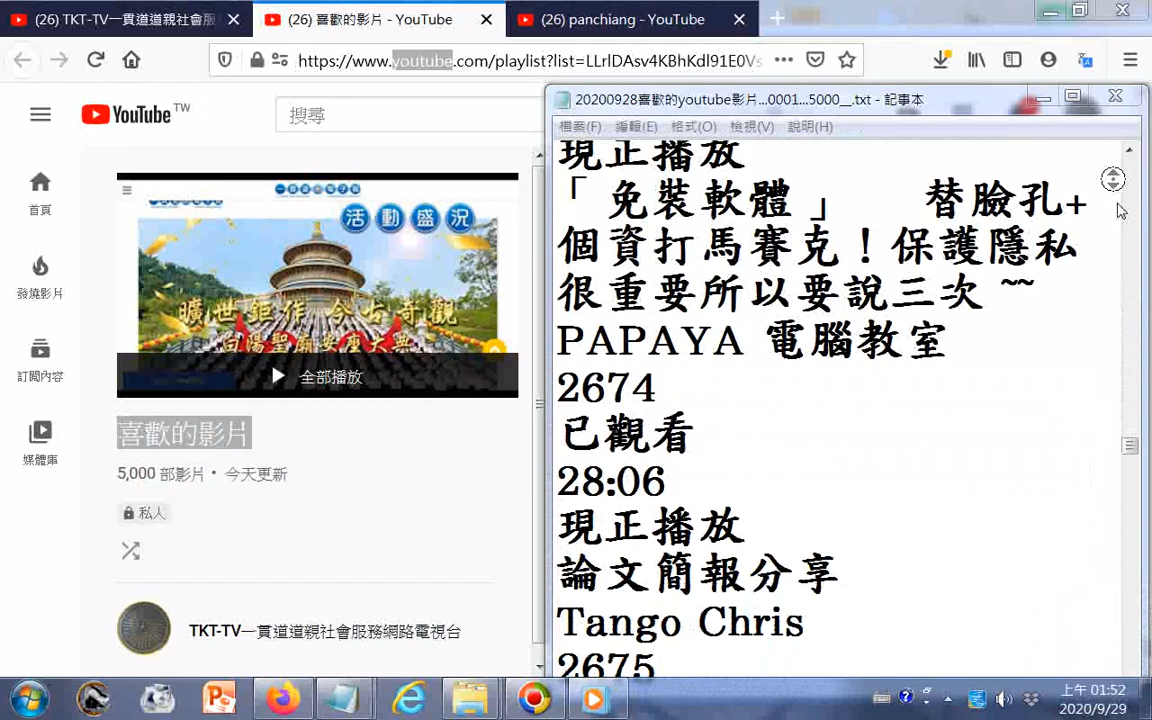 (26) TKT-TV一貫道道親社會服
(26) 喜歡的影片 - YouTube
(26) panchiang - YouTube
https://www.youtube.com/playlist?list=LLrlDAsv4KBhKdl91E0Vs
YouTube TW
搜尋
首頁
發燒影片
訂閱內容
媒體庫
活動盛況
曠世鉅作 今古奇觀
白陽聖廟安座大典
全部播放
喜歡的影片
5,000 部影片・今天更新
私人
TKT-TV一貫道道親社會服務網路電視台
20200928喜歡的youtube影片...0001...5000__.txt - 記事本
檔案(F) 編輯(E) 格式(O) 檢視(V) 說明(H)
現正播放
「 免裝軟體 」 替臉孔+
個資打馬賽克！保護隱私
很重要所以要說三次 ~~
PAPAYA 電腦教室
2674
已觀看
28:06
現正播放
論文簡報分享
Tango Chris
2675
上午 01:52
2020/9/29